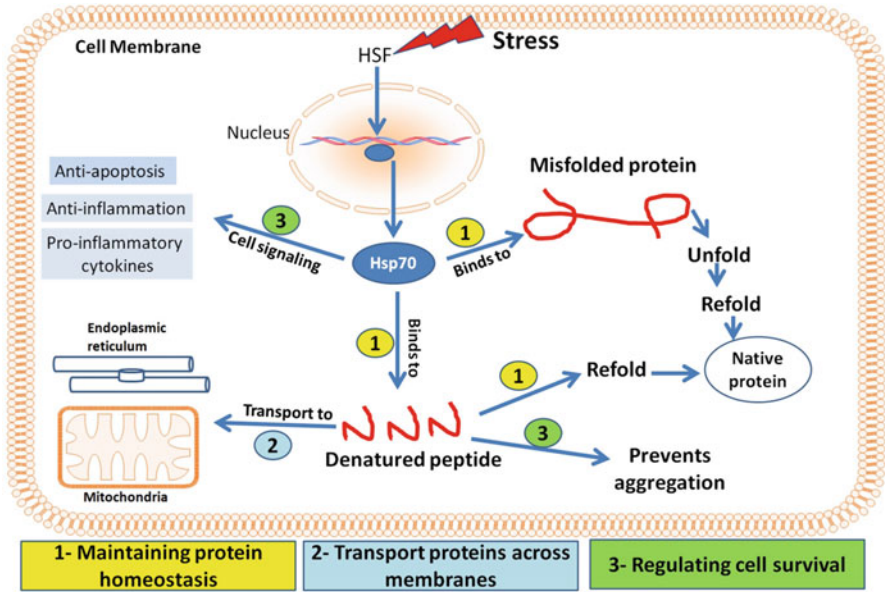 Cell Membrane
HSF
Stress
Nucleus
Misfolded protein
Anti-apoptosis
Anti-inflammation
Pro-inflammatory
cytokines
3
Cell signaling
Hsp70
1
Binds to
Unfold
Refold
Native
protein
1
Binds to
Endoplasmic
reticulum
1
Refold
Transport to
2
Denatured peptide
3
Prevents
aggregation
Mitochondria
1- Maintaining protein
homeostasis
2- Transport proteins across
membranes
3- Regulating cell survival